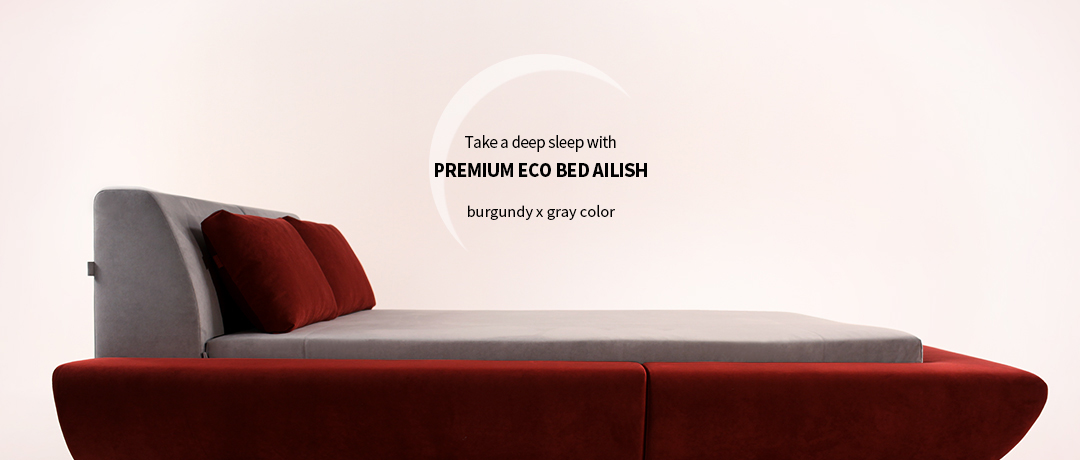 Take a deep sleep with
PREMIUM ECO BED AILISH
burgundy x gray color